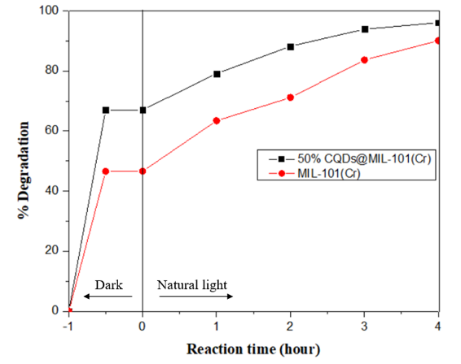 100
80
60
40
20
0
% Degradation
50% CQDs@MIL-101(Cr)
MIL-101(Cr)
Dark
Natural light
-1 0 1 2 3 4
Reaction time (hour)